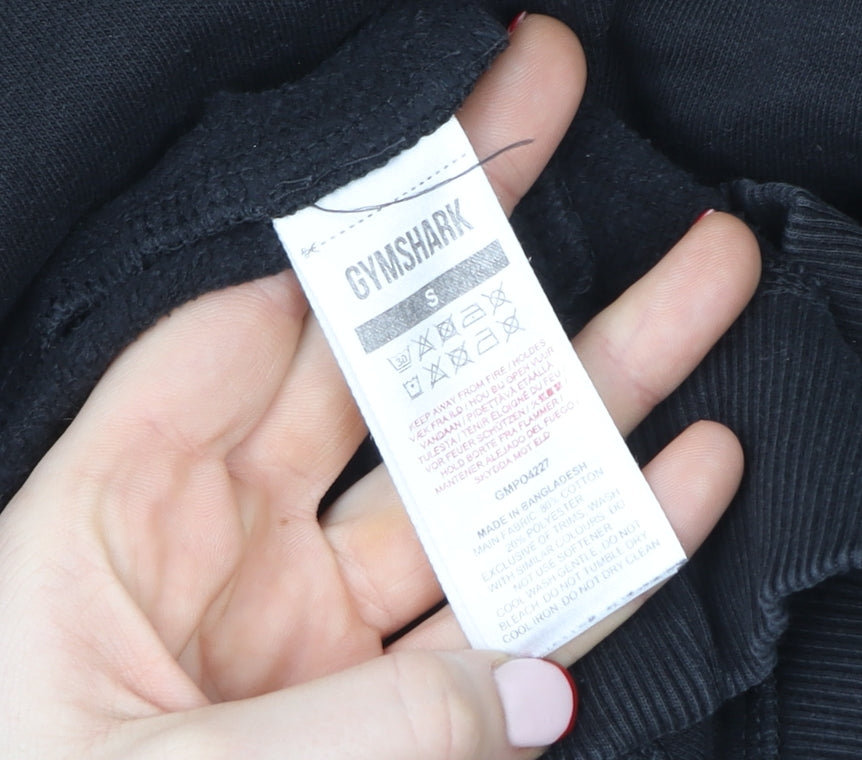 GYMSHARK
S
30
KEEP AWAY FROM FIRE / HOLDES
VÆK FRA ILD / HOU BIJ OPEN VUUR
VANDAAN / PIDETTÄVÄ ETÄÄLLÄ
TULESTA / TENIR ÉLOIGNÉ DU FEU
VOR FEUER SCHÜTZEN /
HOLD BORTE FRA FLAMMER /
MANTENER ALEJADO DEL FUEGO.
SKYDDA MOT ELD
GMPO4227
MADE IN BANGLADESH
MAIN FABRIC: 80% COTTON
20% POLYESTER
EXCLUSIVE OF TRIMS. WASH
WITH SIMILAR COLOURS. DO
NOT USE SOFTENER
COOL WASH GENTLE. DO NOT
BLEACH. DO NOT TUMBLE DRY
COOL IRON. DO NOT DRY CLEAN